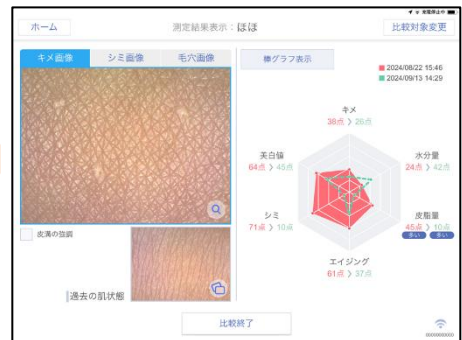 ホーム
測定結果表示：ほほ
比較対象変更
キメ画像
シミ画像
毛穴画像
棒グラフ表示
2024/08/22 15:46
2024/09/13 14:29
キメ
38点 》 26点
美白値
64点 》 45点
水分量
24点 》 42点
シミ
71点 》 10点
皮脂量
45点 》 10点
多い 多い
エイジング
61点 》 37点
皮溝の強調
過去の肌状態
比較終了